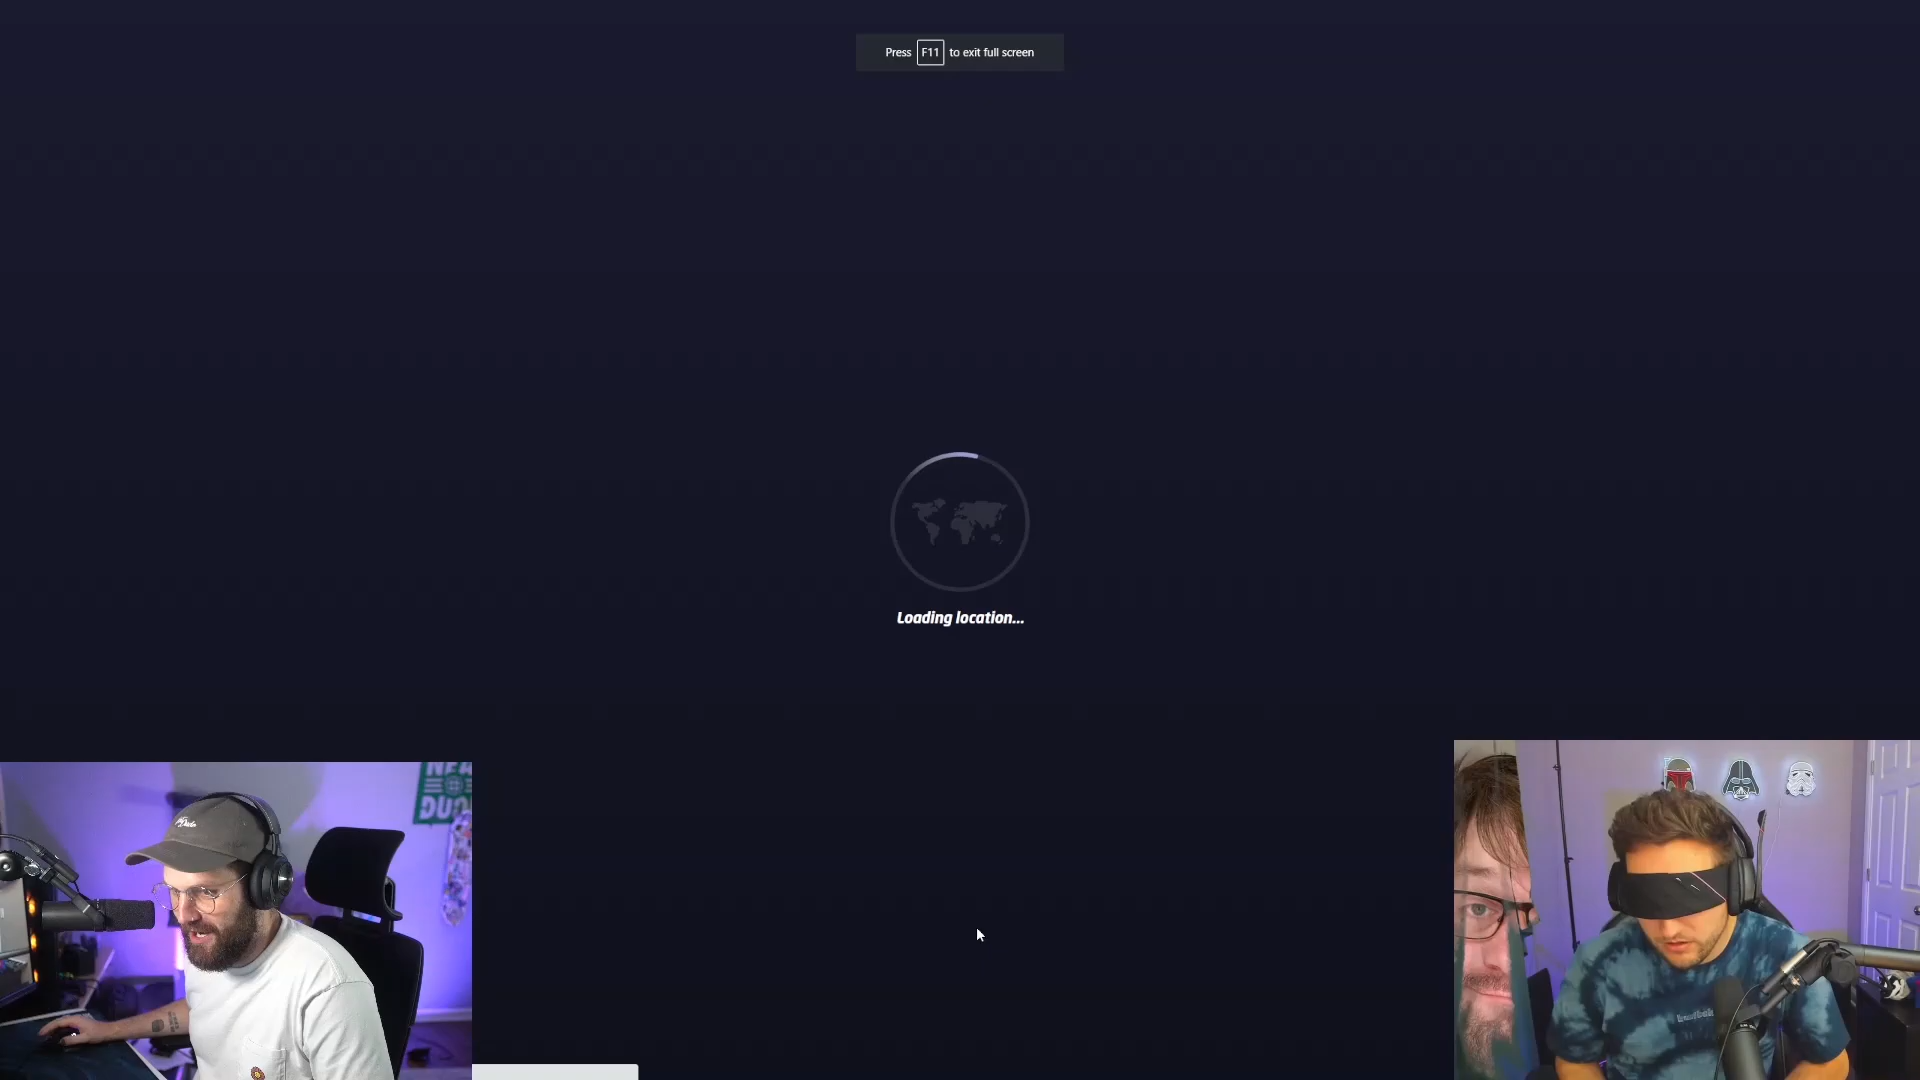 Press F11 to exit full screen
Loading location...